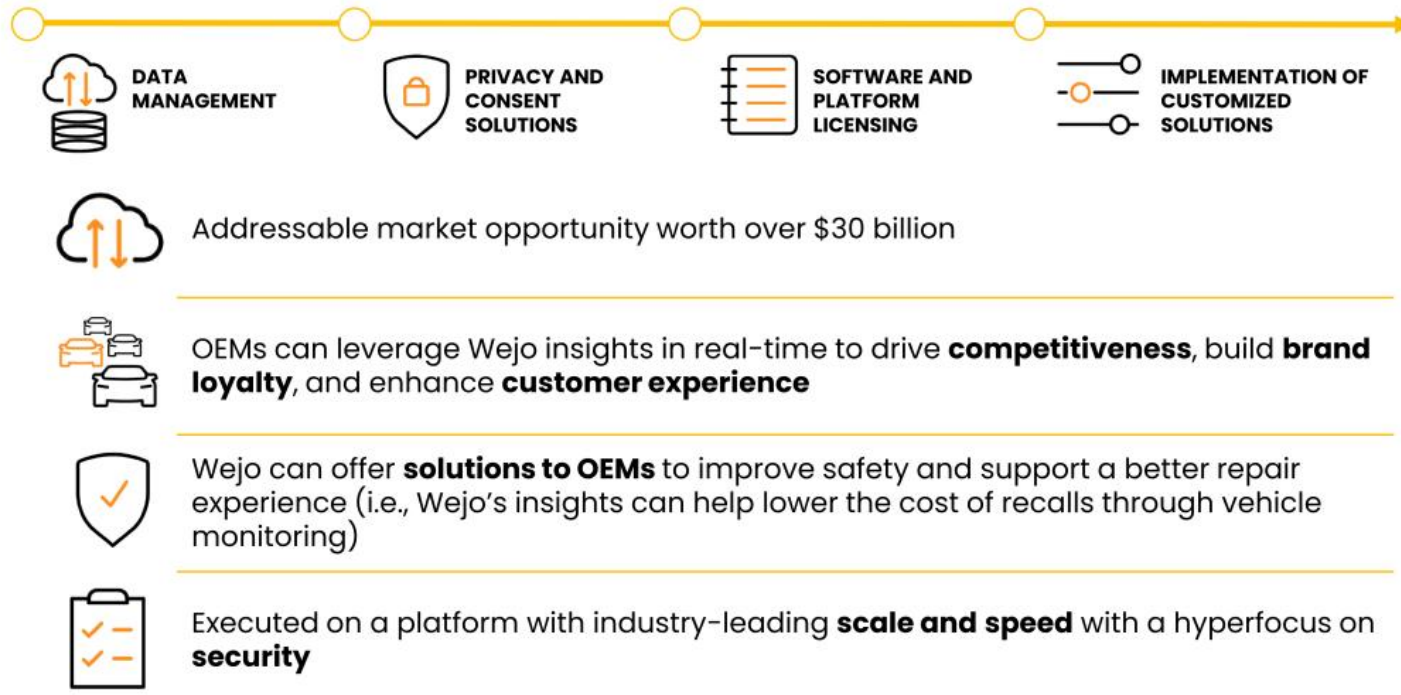 DATA
MANAGEMENT
PRIVACY AND
CONSENT
SOLUTIONS
SOFTWARE AND
PLATFORM
LICENSING
IMPLEMENTATION OF
CUSTOMIZED
SOLUTIONS
Addressable market opportunity worth over $30 billion
OEMs can leverage Wejo insights in real-time to drive competitiveness, build brand
loyalty, and enhance customer experience
Wejo can offer solutions to OEMs to improve safety and support a better repair
experience (i.e., Wejo’s insights can help lower the cost of recalls through vehicle
monitoring)
Executed on a platform with industry-leading scale and speed with a hyperfocus on
security